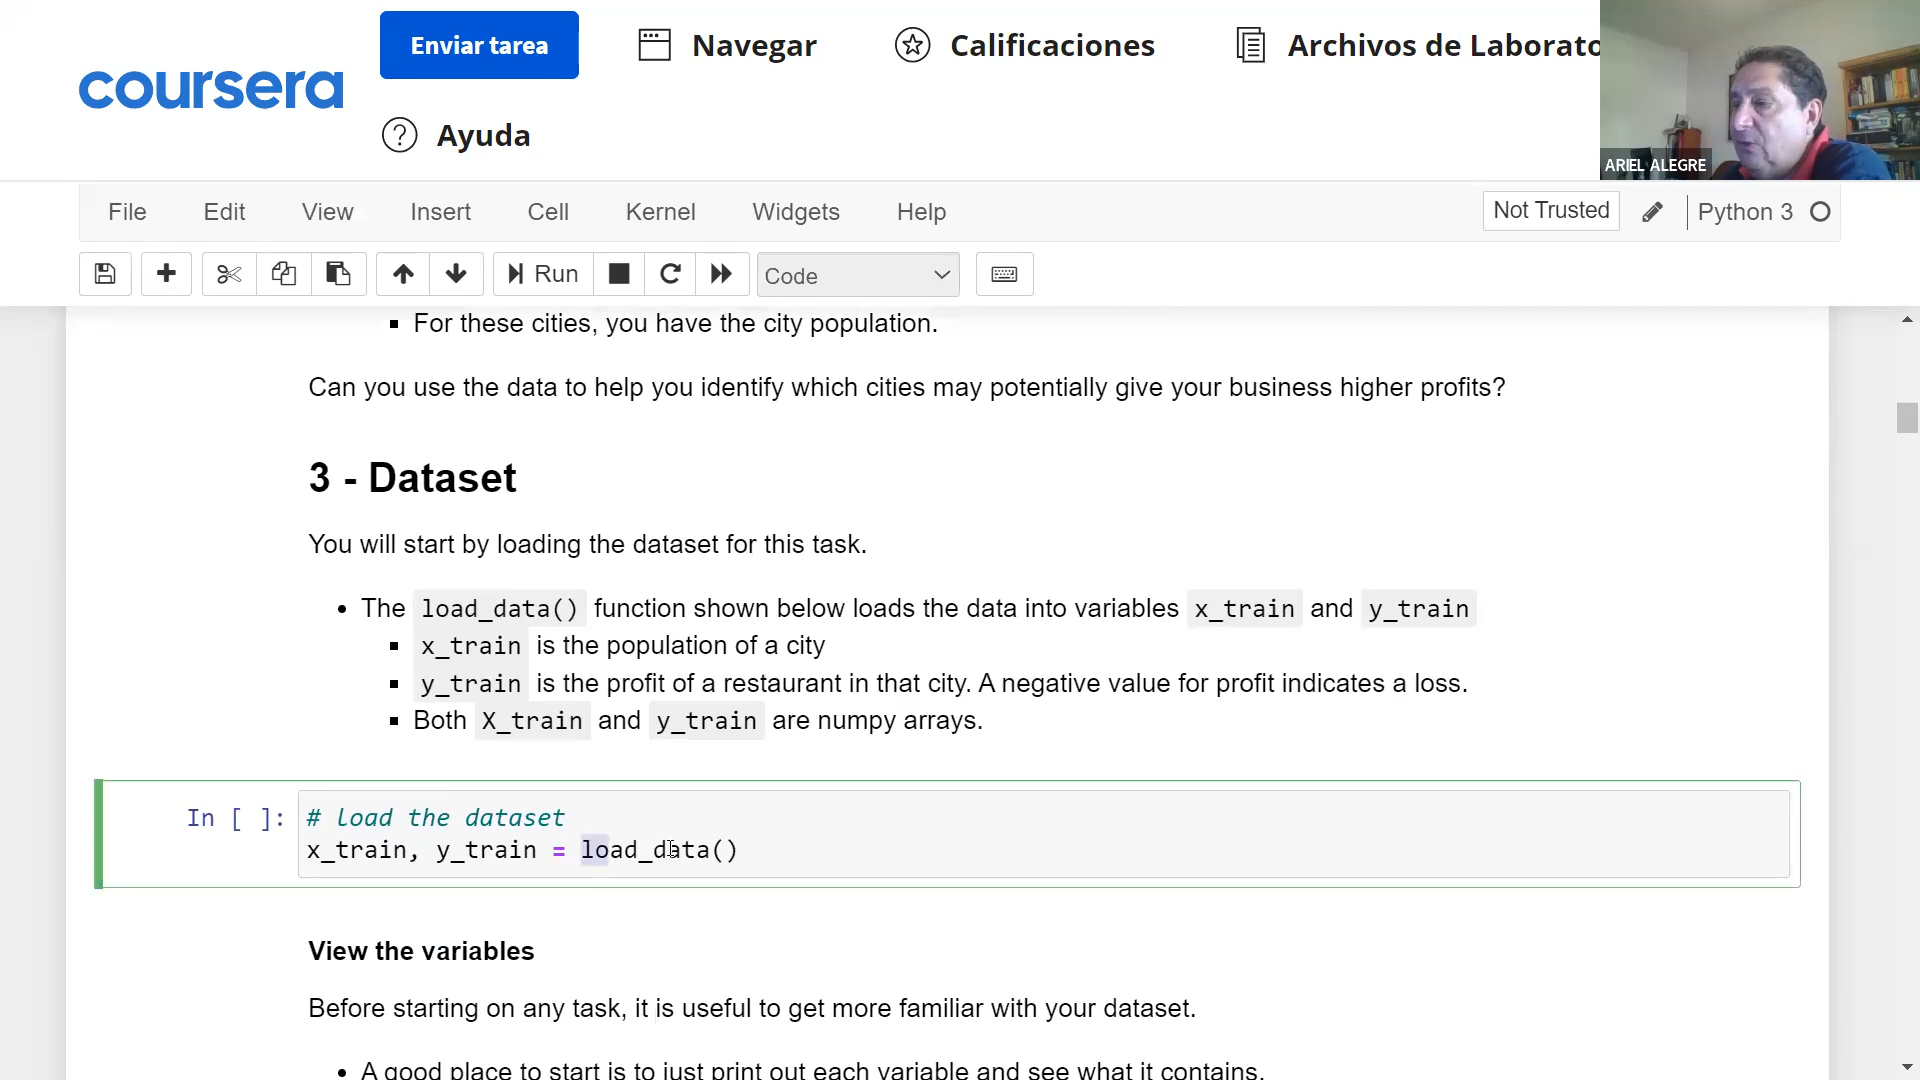 coursera
Enviar tarea
Navegar
Calificaciones
Archivos de Laborato
Ayuda
ARIEL ALEGRE
File Edit View Insert Cell Kernel Widgets Help
Not Trusted
Python 3
Run
Code
For these cities, you have the city population.
Can you use the data to help you identify which cities may potentially give your business higher profits?
3 - Dataset
You will start by loading the dataset for this task.
The load_data() function shown below loads the data into variables x_train and y_train
x_train is the population of a city
y_train is the profit of a restaurant in that city. A negative value for profit indicates a loss.
Both X_train and y_train are numpy arrays.
In [ ]: # load the dataset
x_train, y_train = load_data()
View the variables
Before starting on any task, it is useful to get more familiar with your dataset.
A good place to start is to just print out each variable and see what it contains.